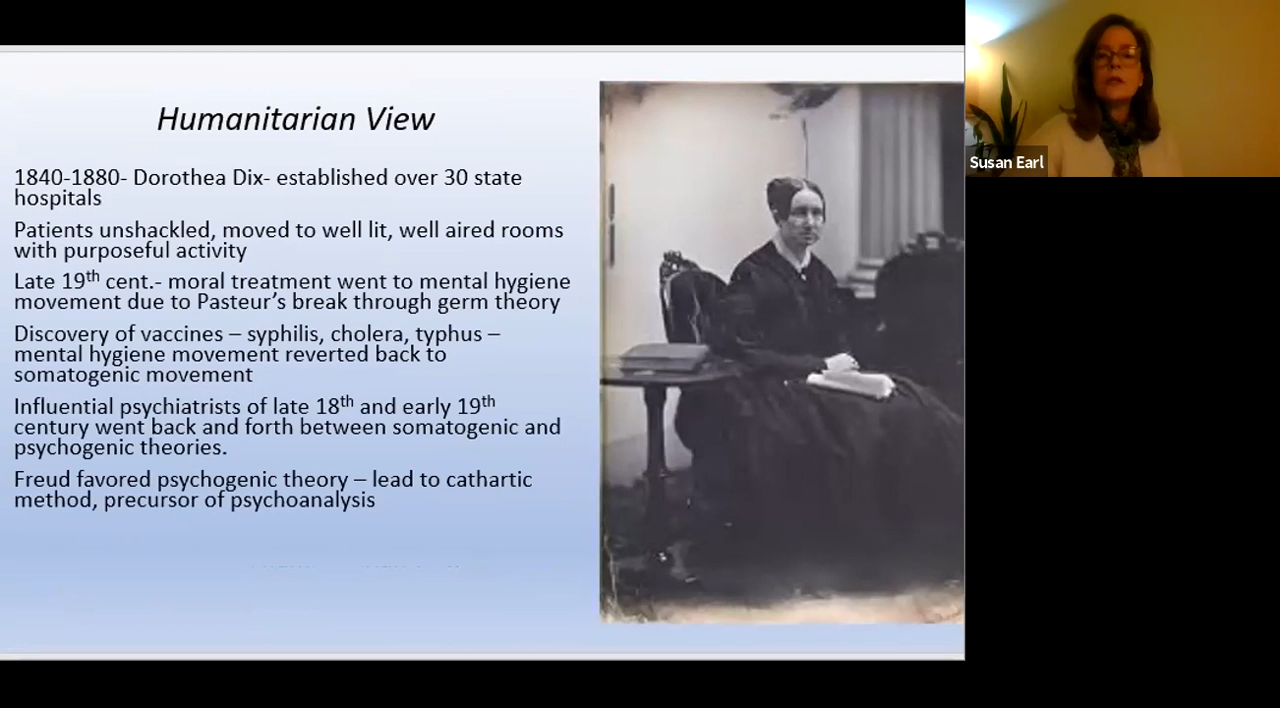 Humanitarian View
1840-1880- Dorothea Dix- established over 30 state
hospitals
Patients unshackled, moved to well lit, well aired rooms
with purposeful activity
Late 19th cent.- moral treatment went to mental hygiene
movement due to Pasteur's break through germ theory
Discovery of vaccines – syphilis, cholera, typhus –
mental hygiene movement reverted back to
somatogenic movement
Influential psychiatrists of late 18th and early 19th
century went back and forth between somatogenic and
psychogenic theories.
Freud favored psychogenic theory – lead to cathartic
method, precursor of psychoanalysis
Susan Earl